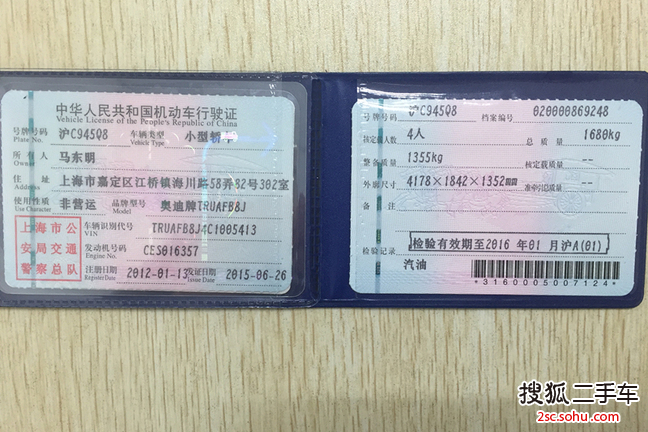 中华人民共和国机动车行驶证
Vehicle License of the People's Republic of China
号牌号码 沪C945Q8 车辆类型 小型轿车
Plate No. Vehicle Type
所有人 马东明
Owner
住址 上海市嘉定区江桥镇海川路58弄82号302室
Address
使用性质 非营运 品牌型号 奥迪牌TRUAFB8J
Use Character Model
上海市公安局交通警察总队
车辆识别代号 TRUAFB8J4C1005413
VIN
发动机号码 CES016357
Engine No.
注册日期 2012-01-13 发证日期 2015-06-26
Register Date Issue Date
号牌号码 沪C945Q8 档案编号 020000869248
核定载人数 4人 总质量 1680kg
整备质量 1355kg 核定载质量 --
外廓尺寸 4178×1842×1352mm 准牵引总质量 --
备注
检验记录 检验有效期至2016年01月沪A(01)
汽油
*3160005007124*
搜狐二手车
2sc.sohu.com